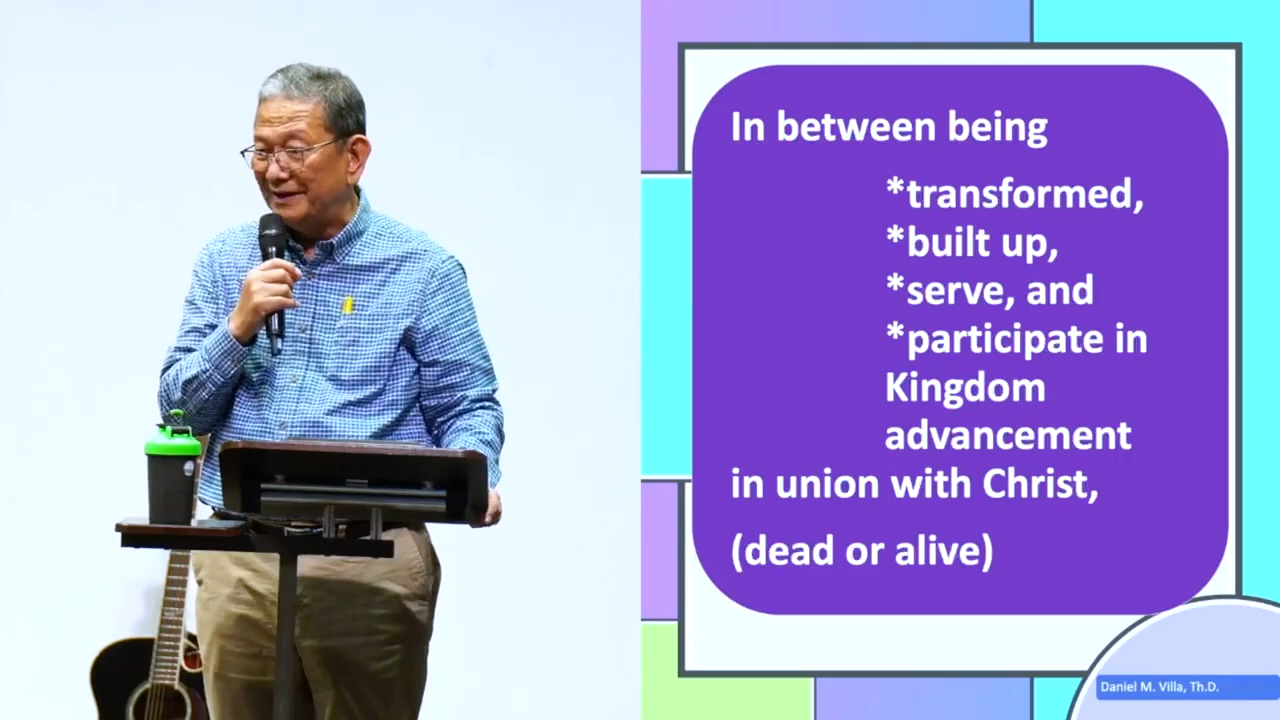 In between being
*transformed,
*built up,
*serve, and
*participate in
Kingdom
advancement
in union with Christ,
(dead or alive)
Daniel M. Villa, Th.D.